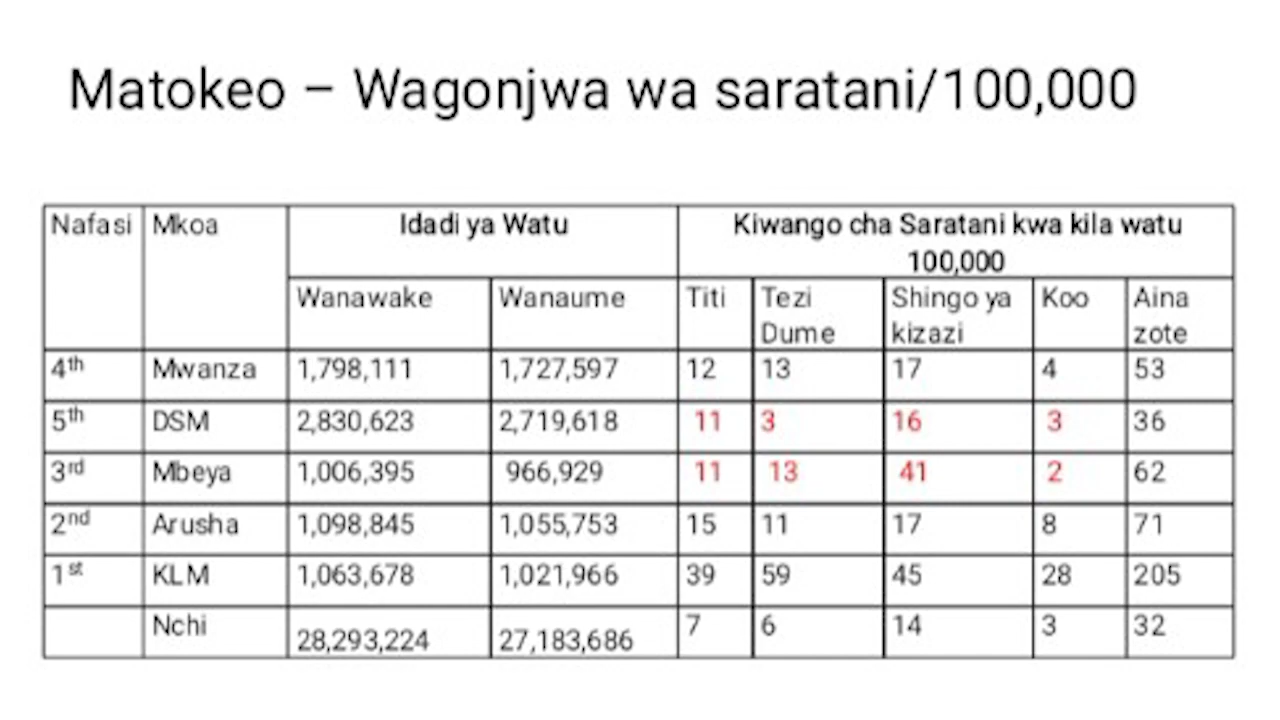 Matokeo – Wagonjwa wa saratani/100,000
Nafasi Mkoa Idadi ya Watu Kiwango cha Saratani kwa kila watu
100,000
Wanawake Wanaume Titi Tezi Shingo ya Koo Aina
Dume kizazi zote
4th Mwanza 1,798,111 1,727,597 12 13 17 4 53
5th DSM 2,830,623 2,719,618 11 3 16 3 36
3rd Mbeya 1,006,395 966,929 11 13 41 2 62
2nd Arusha 1,098,845 1,055,753 15 11 17 8 71
1st KLM 1,063,678 1,021,966 39 59 45 28 205
Nchi 28,293,224 27,183,686 7 6 14 3 32